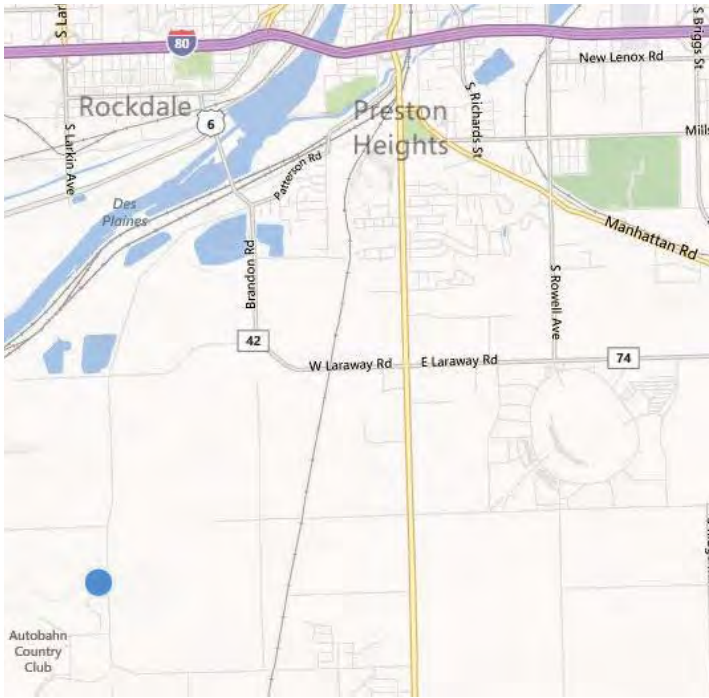 S Lar
80
S Briggs St
New Lenox Rd
Rockdale
6
Preston
Heights
S Richards St
Mills
S Larkin Ave
Patterson Rd
Des
Plaines
Manhattan Rd
Brandon Rd
S Rowell Ave
42
W Laraway Rd
E Laraway Rd
74
Autobahn
Country
Club